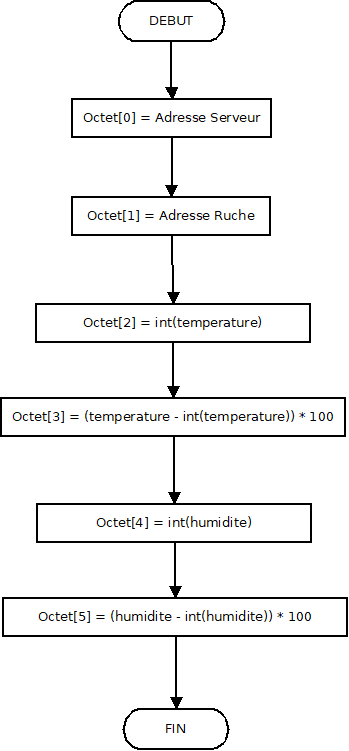 DEBUT
Octet[0] = Adresse Serveur
Octet[1] = Adresse Ruche
Octet[2] = int(temperature)
Octet[3] = (temperature - int(temperature)) * 100
Octet[4] = int(humidite)
Octet[5] = (humidite - int(humidite)) * 100
FIN